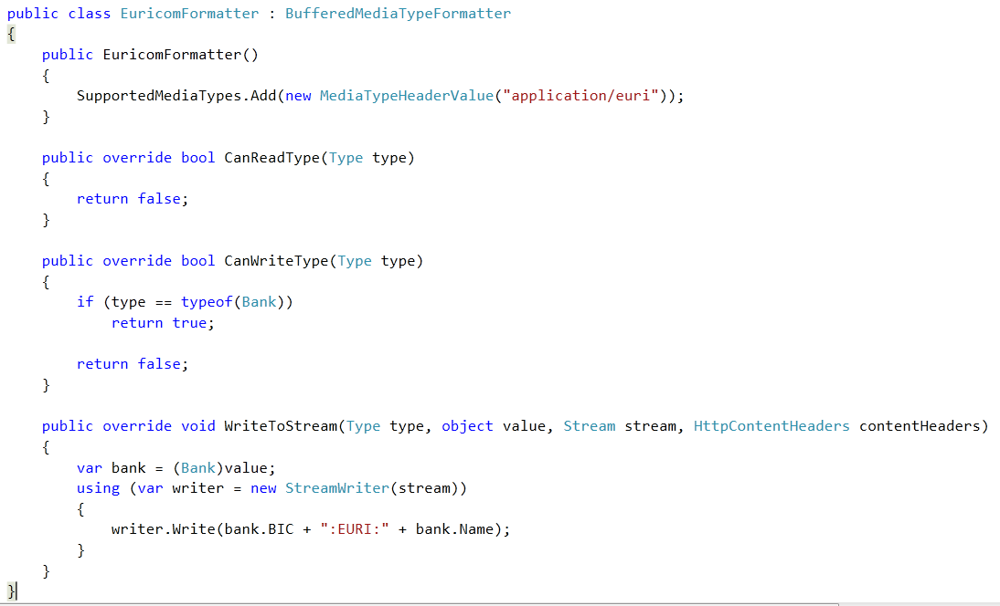 public class EuricomFormatter : BufferedMediaTypeFormatter
{
    public EuricomFormatter()
    {
        SupportedMediaTypes.Add(new MediaTypeHeaderValue("application/euri"));
    }

    public override bool CanReadType(Type type)
    {
        return false;
    }

    public override bool CanWriteType(Type type)
    {
        if (type == typeof(Bank))
            return true;

        return false;
    }

    public override void WriteToStream(Type type, object value, Stream stream, HttpContentHeaders contentHeaders)
    {
        var bank = (Bank)value;
        using (var writer = new StreamWriter(stream))
        {
            writer.Write(bank.BIC + ":EURI:" + bank.Name);
        }
    }
}